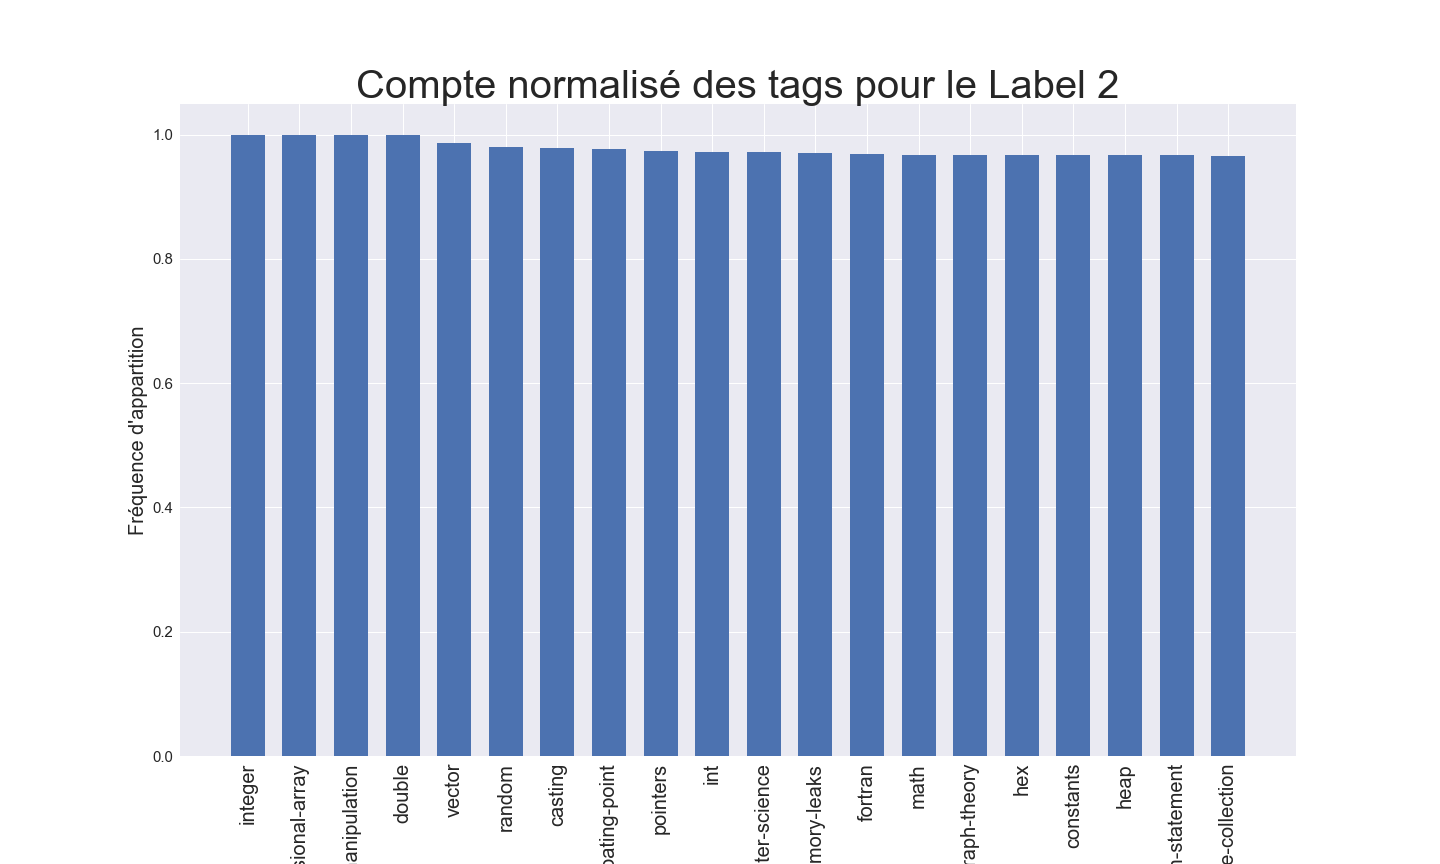 Compte normalisé des tags pour le Label 2
Fréquence d'appartition
1.0
0.8
0.6
0.4
0.2
0.0
integer
sional-array
anipulation
double
vector
random
casting
oating-point
pointers
int
ter-science
mory-leaks
fortran
math
raph-theory
hex
constants
heap
h-statement
e-collection